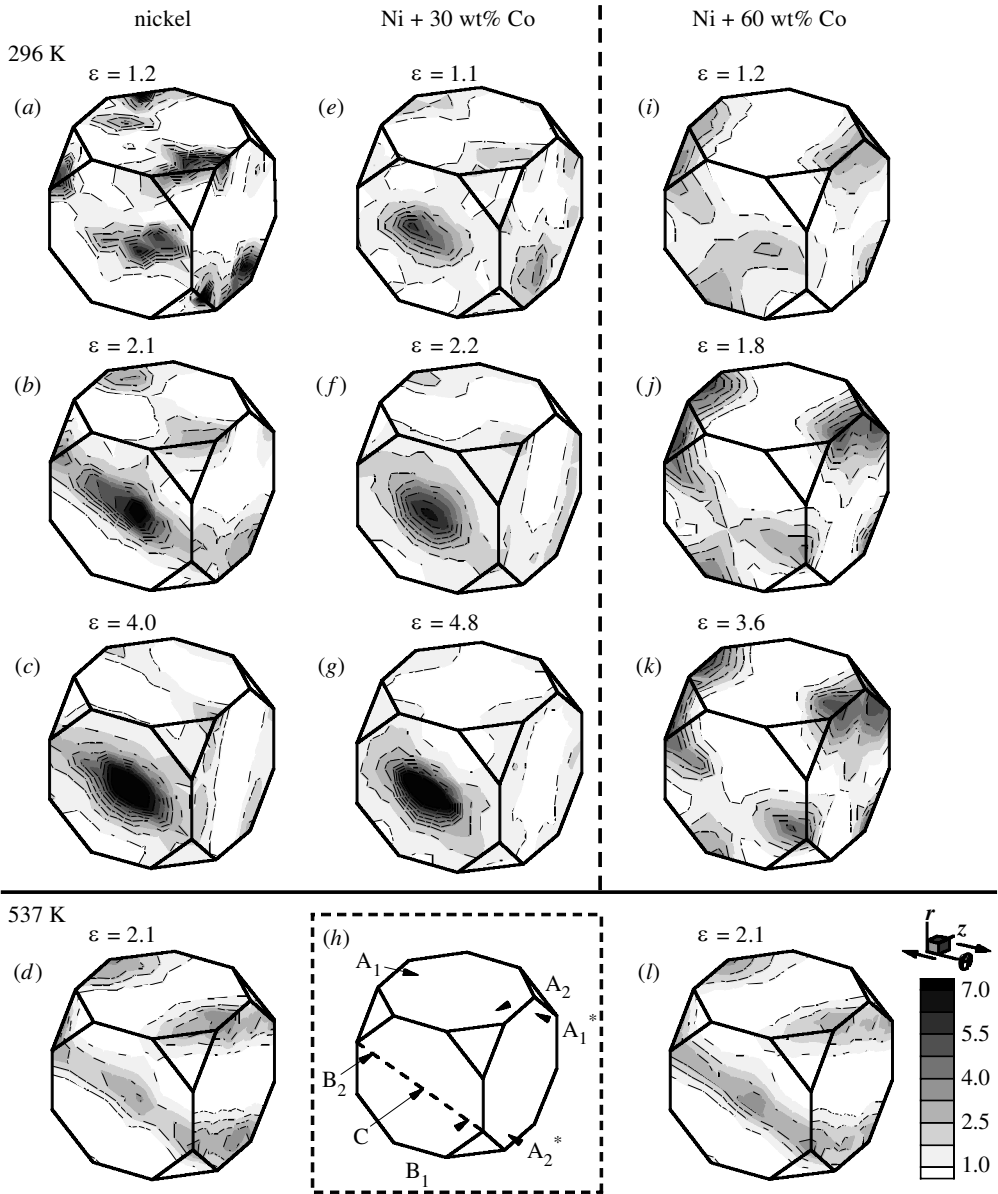 nickel Ni + 30 wt% Co Ni + 60 wt% Co
296 K
ε = 1.2 ε = 1.1 ε = 1.2
(a) (e) (i)
ε = 2.1 ε = 2.2 ε = 1.8
(b) (f) (j)
ε = 4.0 ε = 4.8 ε = 3.6
(c) (g) (k)
537 K
ε = 2.1 ε = 2.1
(d) (h) (l)
A1
A2
A1*
B2
C
A2*
B1
r
z
θ
7.0
5.5
4.0
2.5
1.0